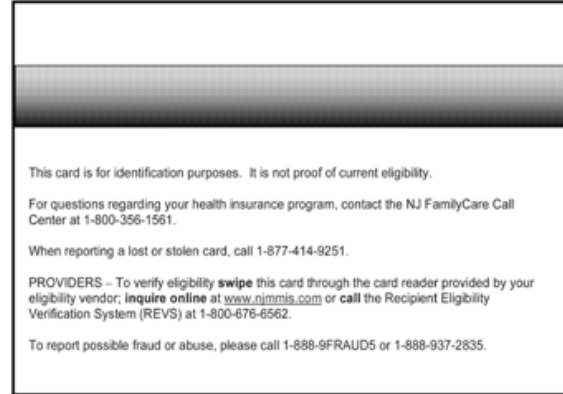 This card is for identification purposes.  It is not proof of current eligibility.
For questions regarding your health insurance program, contact the NJ FamilyCare Call
Center at 1-800-356-1561.
When reporting a lost or stolen card, call 1-877-414-9251.
PROVIDERS – To verify eligibility swipe this card through the card reader provided by your
eligibility vendor; inquire online at www.njmmis.com or call the Recipient Eligibility
Verification System (REVS) at 1-800-676-6562.
To report possible fraud or abuse, please call 1-888-9FRAUD5 or 1-888-937-2835.